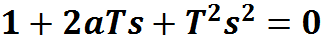 1 + 2aTs + T²s² = 0